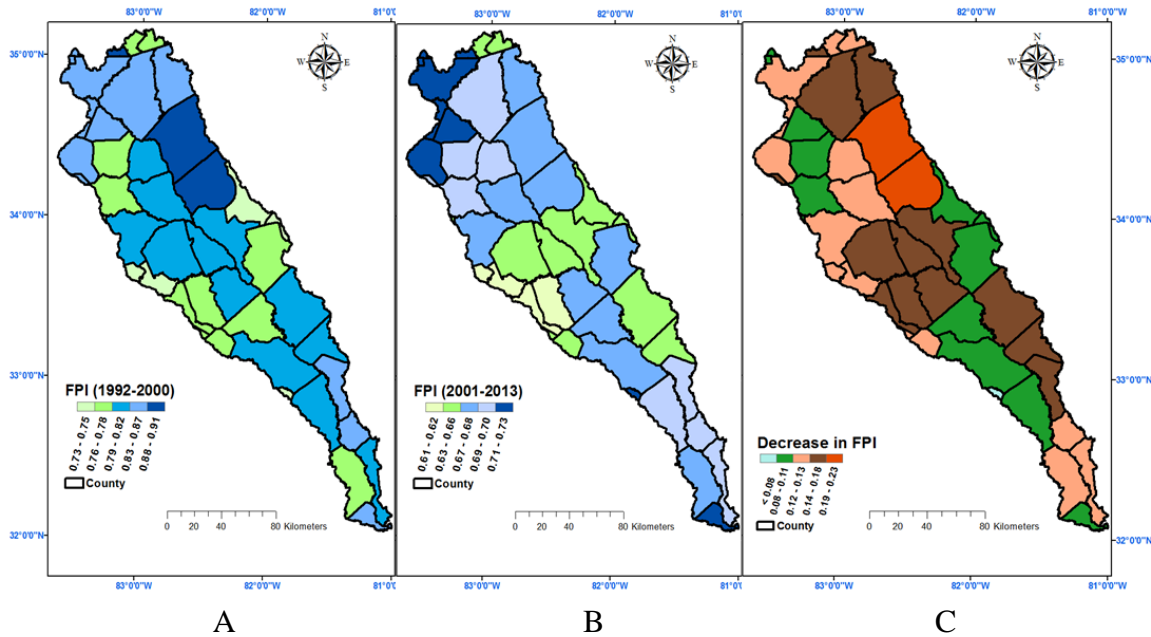 83°0'0"W 82°0'0"W 81°0'0"W
83°0'0"W 82°0'0"W 81°0'0"W
83°0'0"W 82°0'0"W 81°0'0"W
35°0'0"N
34°0'0"N
33°0'0"N
32°0'0"N
N
W E
S
FPI (1992-2000)
0.73 - 0.75
0.76 - 0.78
0.79 - 0.82
0.83 - 0.87
0.88 - 0.91
County
0 20 40 80 Kilometers
83°0'0"W 82°0'0"W 81°0'
N
W E
S
FPI (2001-2013)
0.61 - 0.62
0.63 - 0.66
0.67 - 0.68
0.69 - 0.70
0.71 - 0.73
County
0 20 40 80 Kilometers
83°0'0"W 82°0'0"W 81°0'0"W
N
W E
S
35°0'0"N
34°0'0"N
33°0'0"N
32°0'0"N
Decrease in FPI
< 0.08
0.08 - 0.11
0.12 - 0.13
0.14 - 0.18
0.19 - 0.23
County
0 20 40 80 Kilometers
83°0'0"W 82°0'0"W 81°0'0"W
A B C